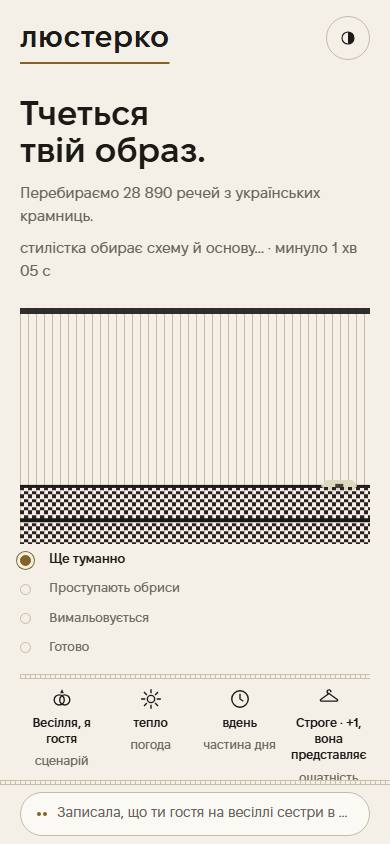 люстерко
Тчеться
твій образ.
Перебираємо 28 890 речей з українських
крамниць.
стилістка обирає схему й основу... · минуло 1 хв
05 с
Ще туманно
Проступають обриси
Вимальовується
Готово
Весілля, я
гостя
сценарій
тепло
погода
вдень
частина дня
Строге · +1,
вона
представляє
ошатність
Записала, що ти гостя на весіллі сестри в ...